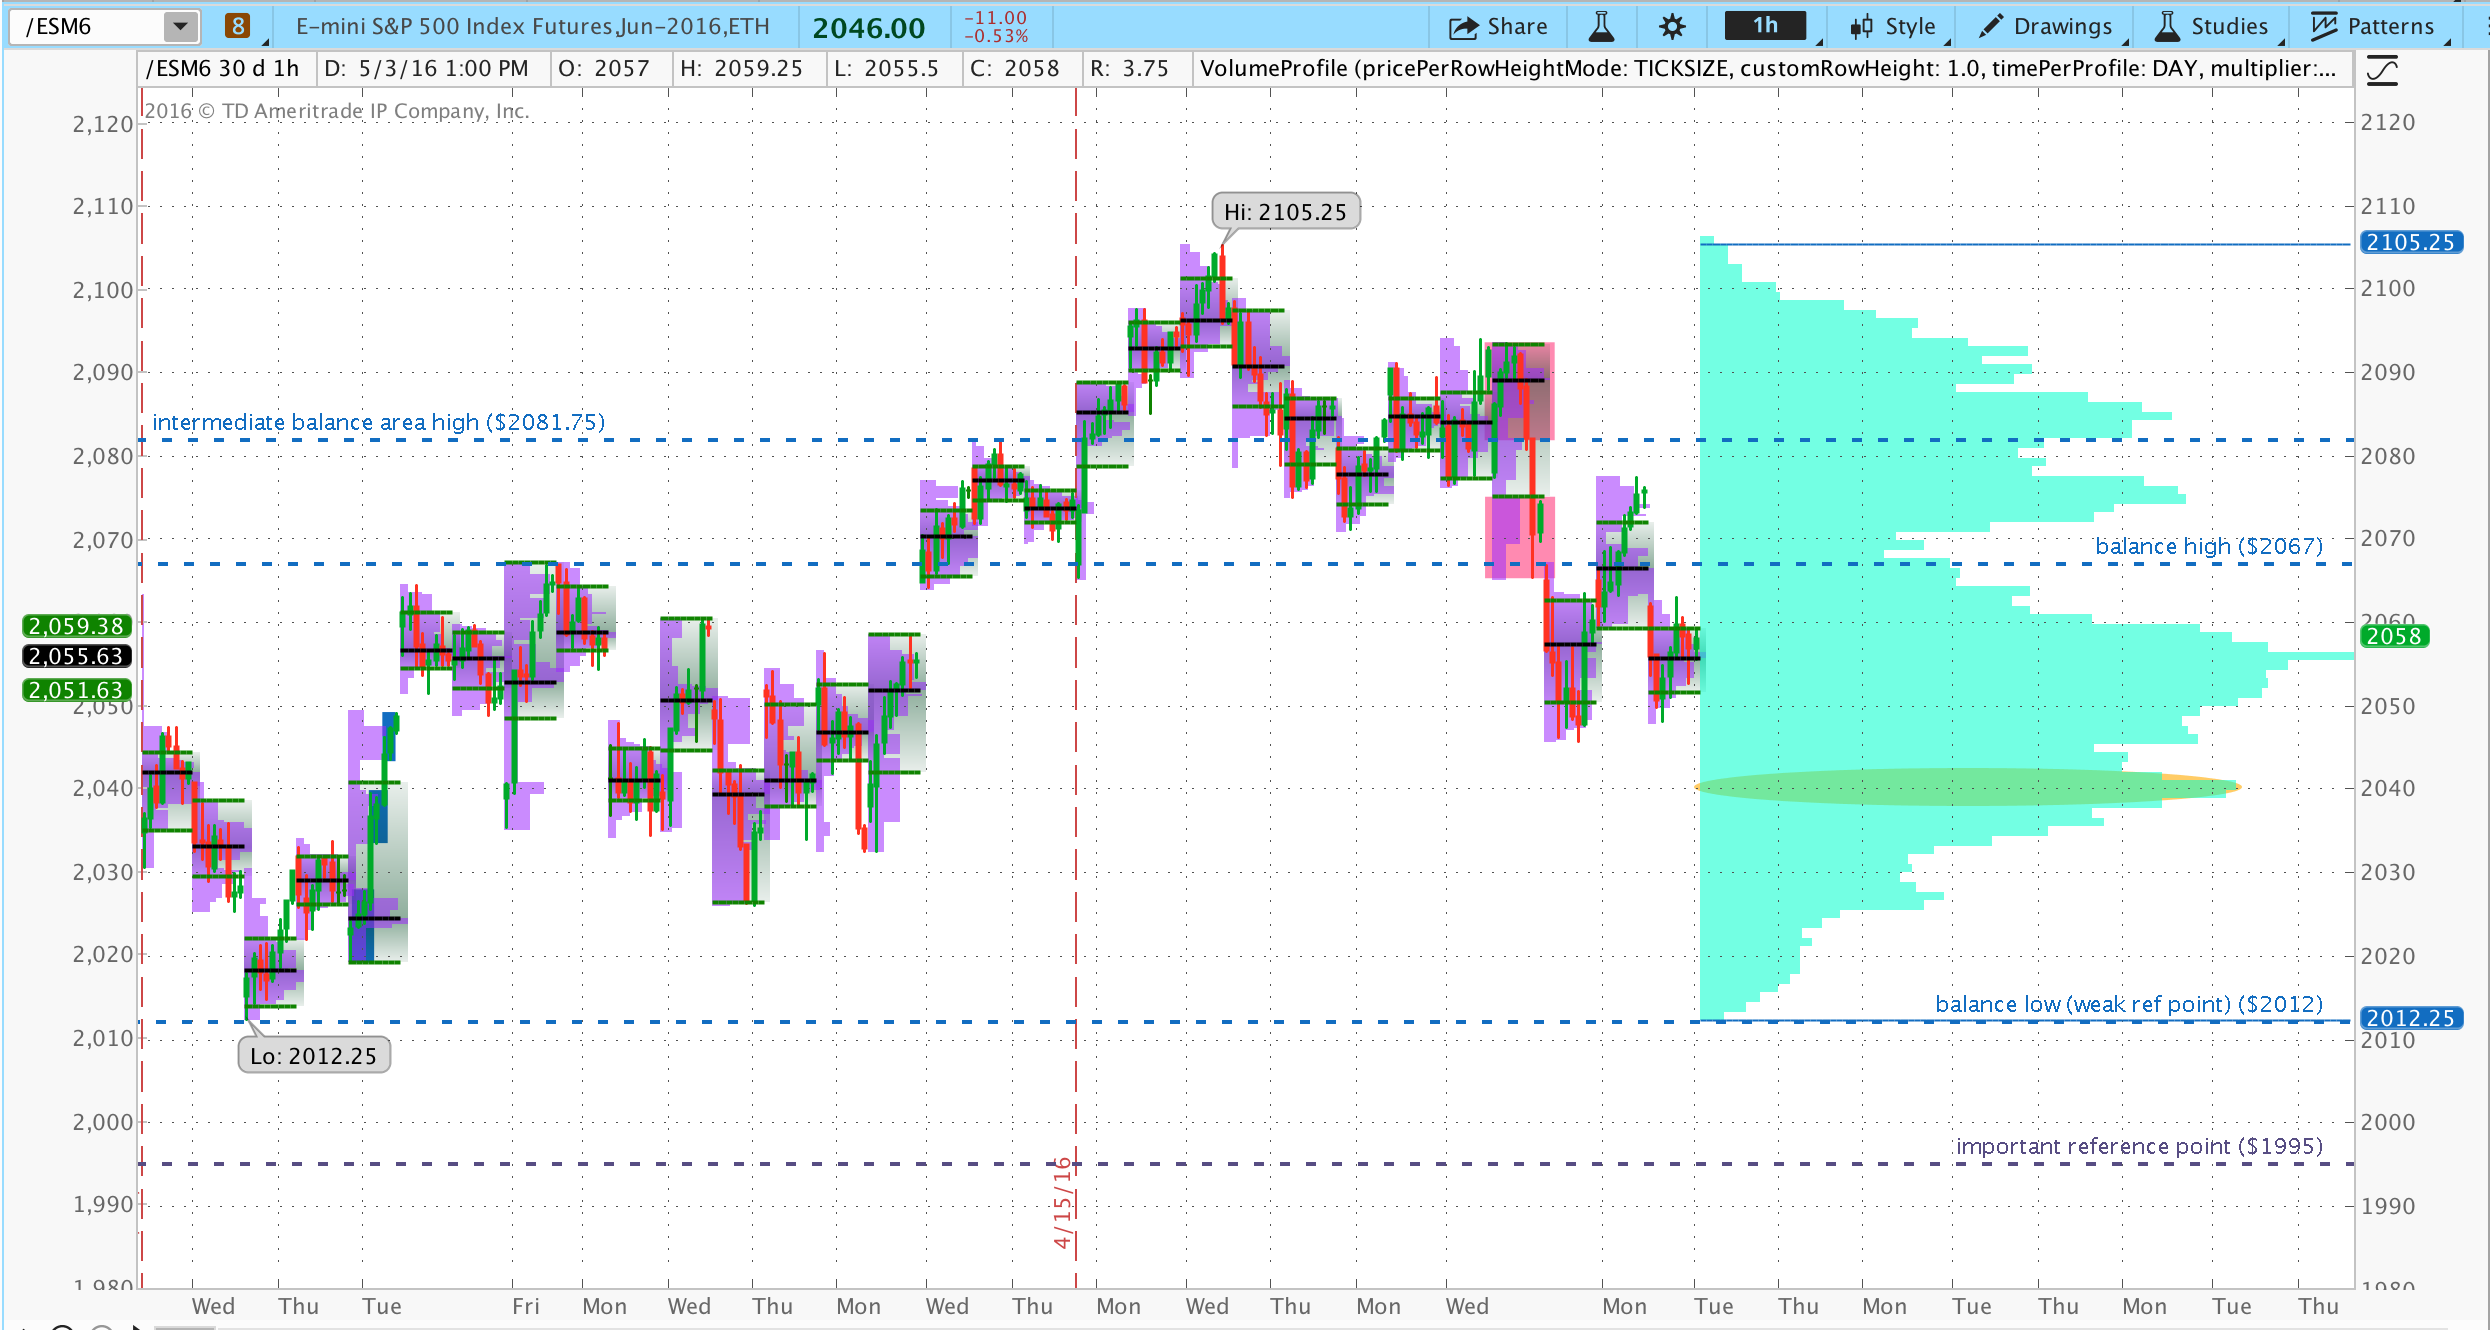 /ESM6
8
E-mini S&P 500 Index Futures,Jun-2016,ETH
2046.00
-11.00
-0.53%
Share
1h
Style
Drawings
Studies
Patterns
/ESM6 30 d 1h
D: 5/3/16 1:00 PM
O: 2057
H: 2059.25
L: 2055.5
C: 2058
R: 3.75
VolumeProfile (pricePerRowHeightMode: TICKSIZE, customRowHeight: 1.0, timePerProfile: DAY, multiplier:...
2016 © TD Ameritrade IP Company, Inc.
2,120
2,110
2,100
2,090
2,080
2,070
2,059.38
2,055.63
2,051.63
2,050
2,040
2,030
2,020
2,010
2,000
1,990
1,980
Hi: 2105.25
intermediate balance area high ($2081.75)
balance high ($2067)
balance low (weak ref point) ($2012)
Lo: 2012.25
important reference point ($1995)
4/15/16
2120
2110
2105.25
2100
2090
2080
2070
2060
2058
2050
2040
2030
2020
2012.25
2010
2000
1990
1980
Wed Thu Tue Fri Mon Wed Thu Mon Wed Thu Mon Wed Thu Mon Wed Mon Tue Thu Mon Tue Thu Mon Tue Thu